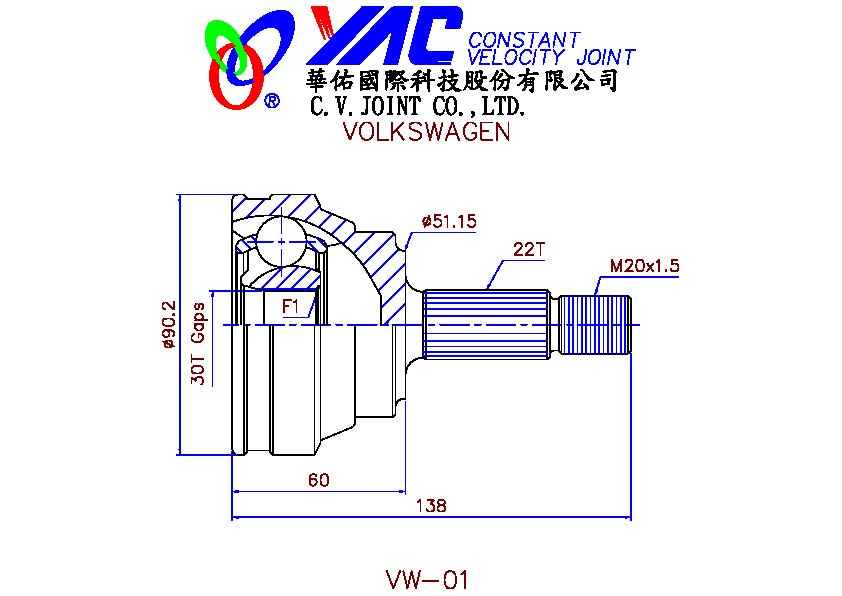 YAC CONSTANT
VELOCITY JOINT
®
華佑國際科技股份有限公司
C.V.JOINT CO.,LTD.
VOLKSWAGEN
ø51.15
22T
M20x1.5
ø90.2
30T Gaps
F1
60
138
VW-01